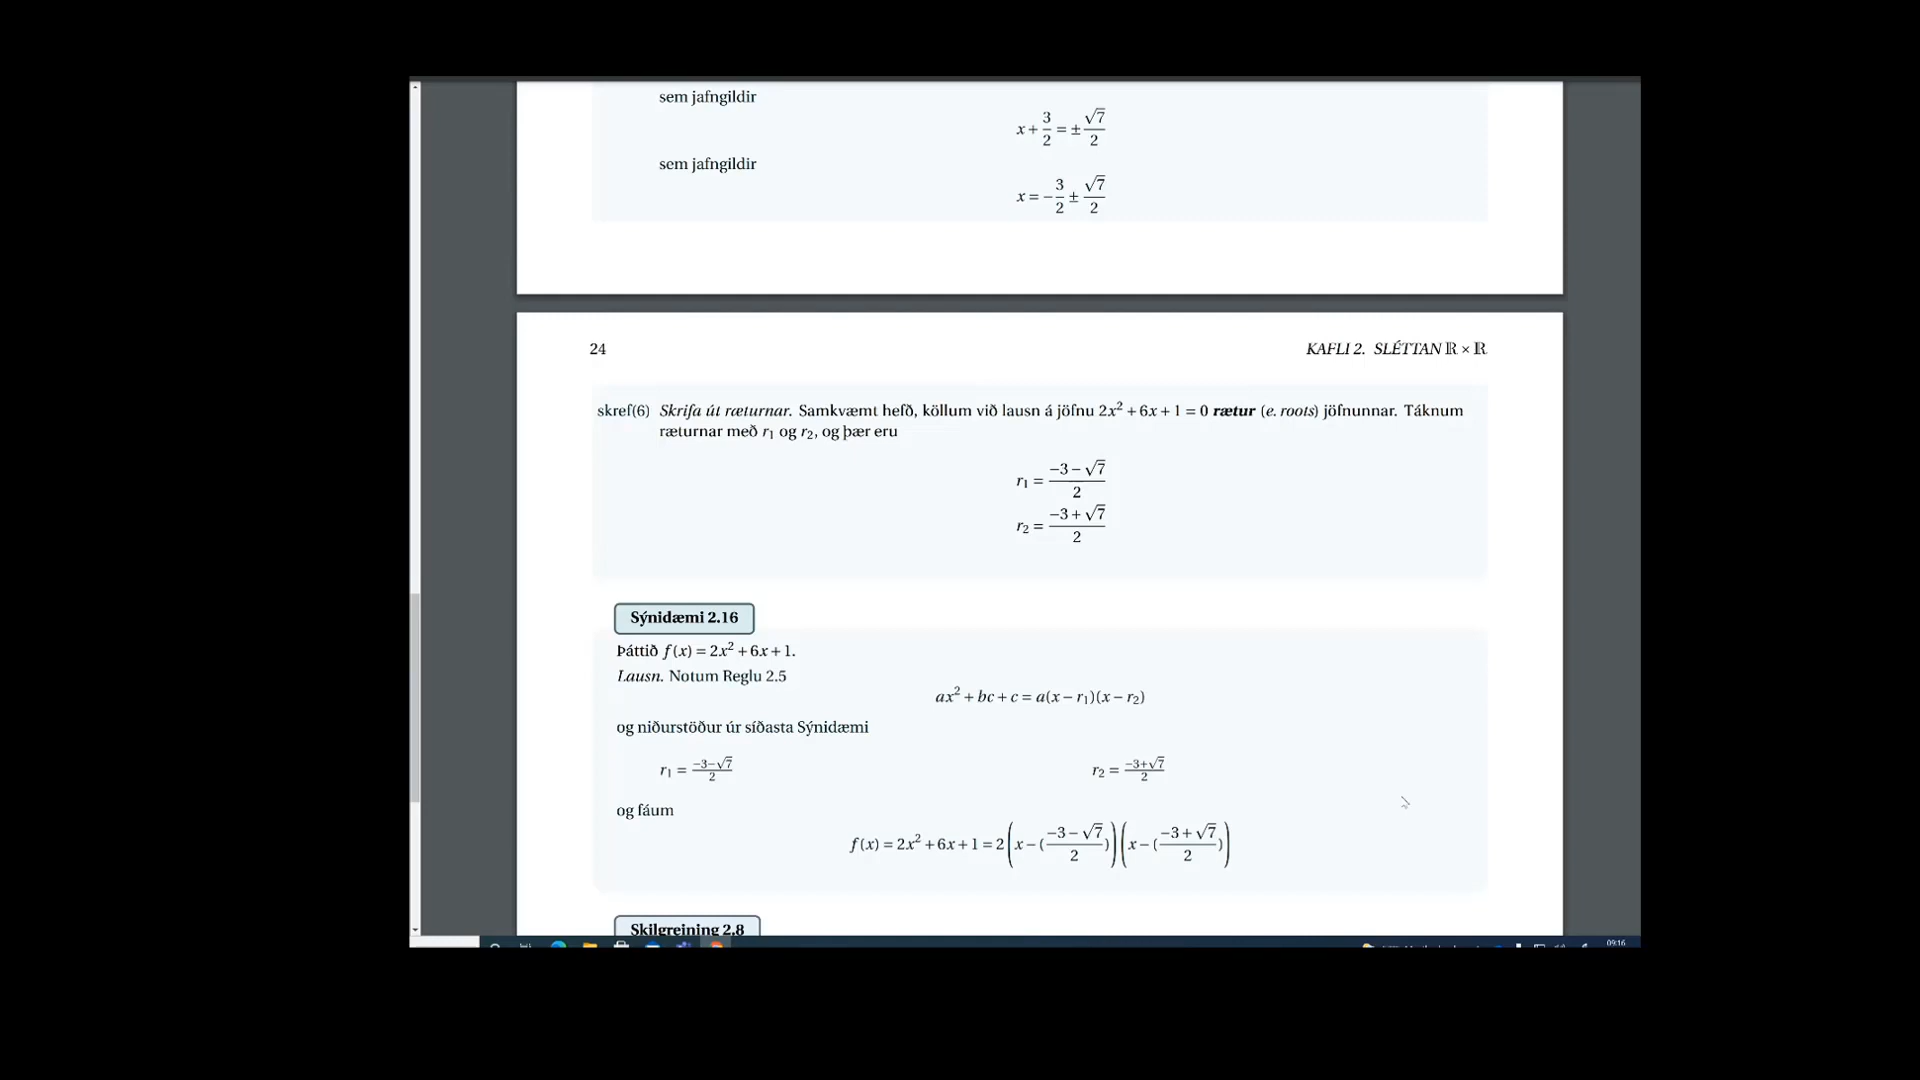 sem jafngildir
x + 3/2 = ± √7/2
sem jafngildir
x = − 3/2 ± √7/2
24 KAFLI 2. SLÉTTAN ℝ × ℝ
skref(6) Skrifa út ræturnar. Samkvæmt hefð, köllum við lausn á jöfnu 2x² + 6x + 1 = 0 rætur (e. roots) jöfnunnar. Táknum
ræturnar með r₁ og r₂, og þær eru
r₁ = (−3 − √7)/2
r₂ = (−3 + √7)/2
Sýnidæmi 2.16
Þáttið f(x) = 2x² + 6x + 1.
Lausn. Notum Reglu 2.5
ax² + bc + c = a(x − r₁)(x − r₂)
og niðurstöður úr síðasta Sýnidæmi
r₁ = (−3−√7)/2 r₂ = (−3+√7)/2
og fáum
f(x) = 2x² + 6x + 1 = 2(x − ((−3 − √7)/2))(x − ((−3 + √7)/2))
Skilgreining 2.8
09:16